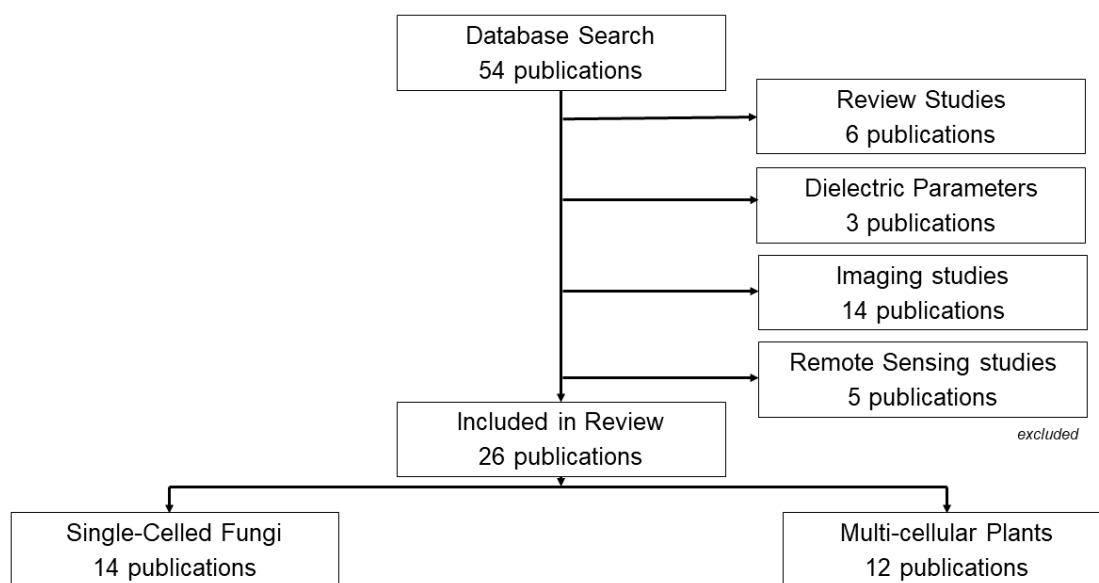 Database Search
54 publications
Review Studies
6 publications
Dielectric Parameters
3 publications
Imaging studies
14 publications
Remote Sensing studies
5 publications
excluded
Included in Review
26 publications
Single-Celled Fungi
14 publications
Multi-cellular Plants
12 publications